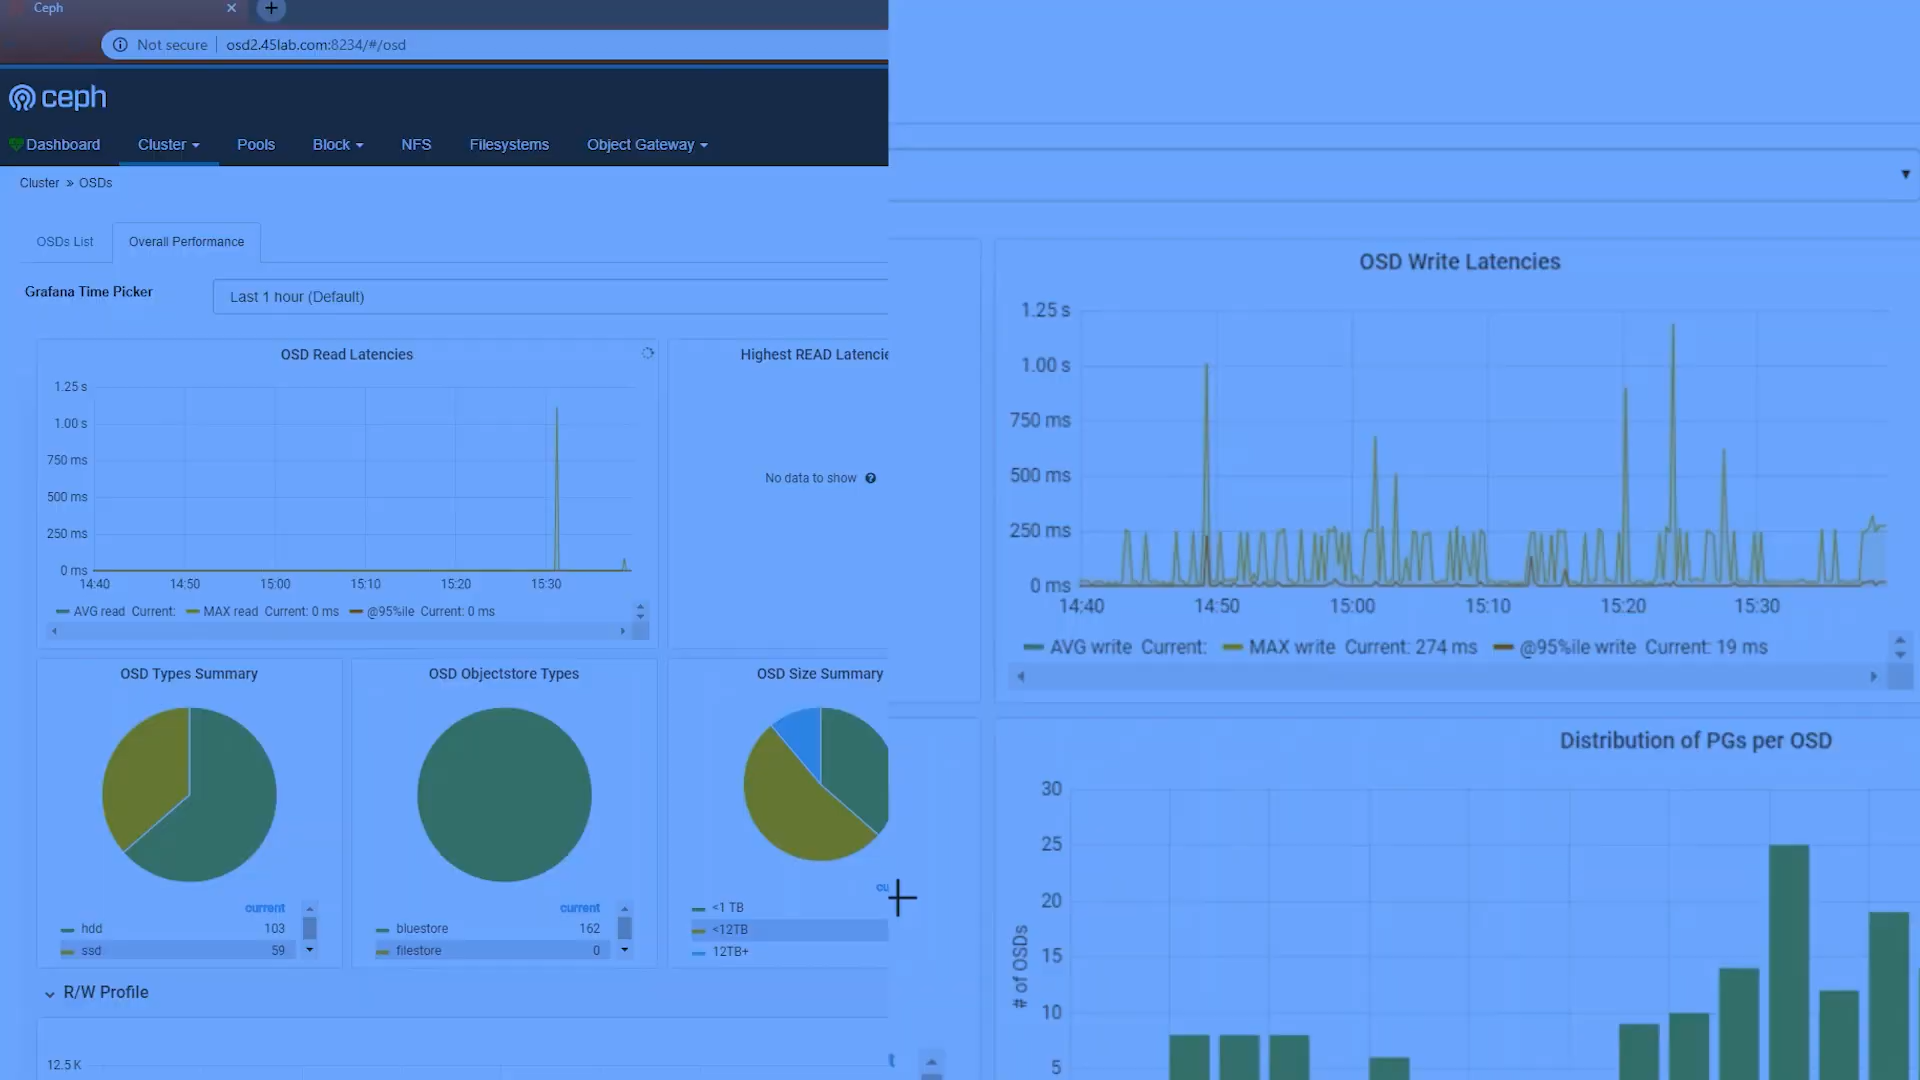 Ceph
Not secure osd2.45lab.com:8234/#/osd
ceph
Dashboard Cluster Pools Block NFS Filesystems Object Gateway
Cluster » OSDs
OSDs List Overall Performance
Grafana Time Picker Last 1 hour (Default)
OSD Read Latencies
1.25 s
1.00 s
750 ms
500 ms
250 ms
0 ms
14:40 14:50 15:00 15:10 15:20 15:30
AVG read Current: MAX read Current: 0 ms @95%ile Current: 0 ms
Highest READ Latencie
No data to show
OSD Types Summary
current
hdd 103
ssd 59
OSD Objectstore Types
current
bluestore 162
filestore 0
OSD Size Summary
cu
<1 TB
<12TB
12TB+
R/W Profile
12.5 K
OSD Write Latencies
1.25 s
1.00 s
750 ms
500 ms
250 ms
0 ms
14:40 14:50 15:00 15:10 15:20 15:30
AVG write Current: MAX write Current: 274 ms @95%ile write Current: 19 ms
Distribution of PGs per OSD
# of OSDs
30
25
20
15
10
5